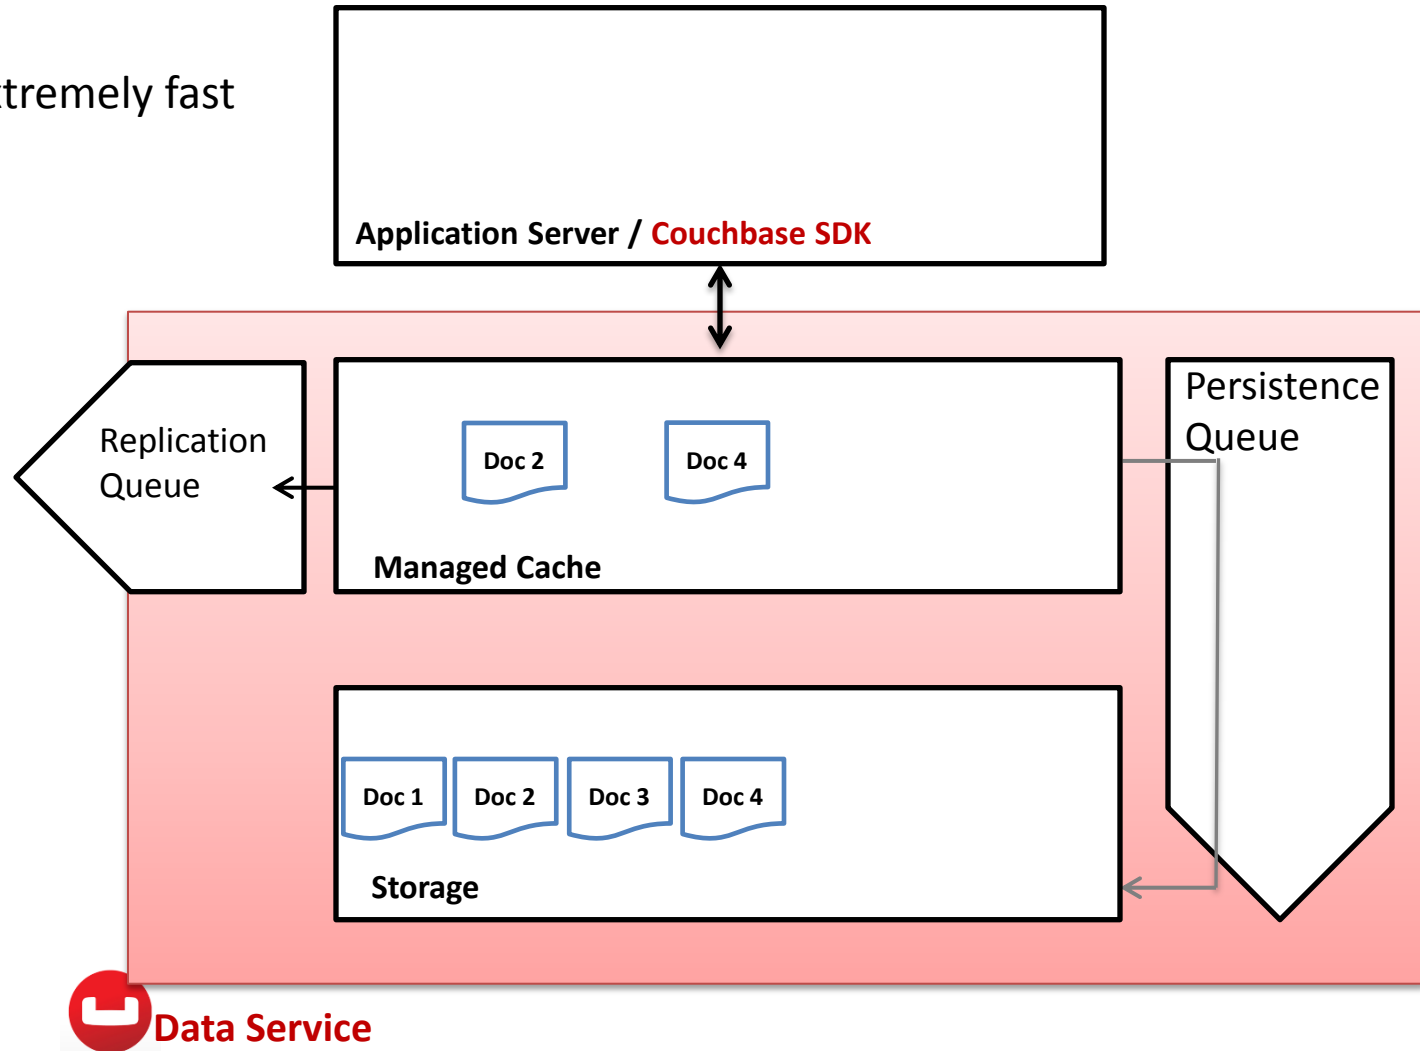 tremely fast
Application Server / Couchbase SDK
Replication
Queue
Doc 2
Doc 4
Managed Cache
Persistence
Queue
Doc 1
Doc 2
Doc 3
Doc 4
Storage
Data Service